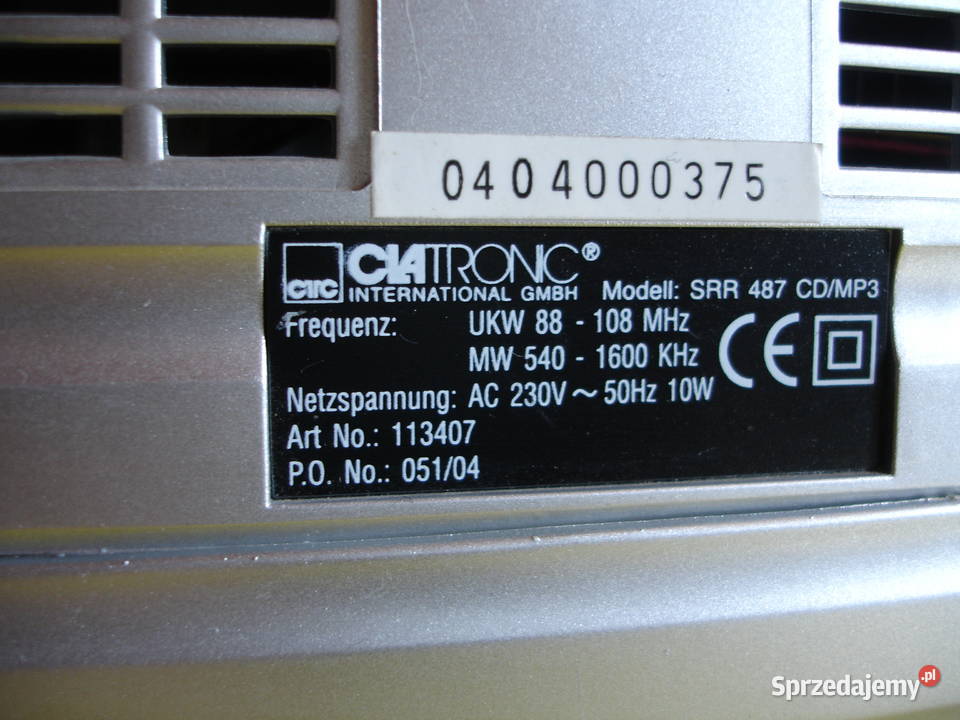 0404000375
CTC
CLATRONIC®
INTERNATIONAL GMBH Modell: SRR 487 CD/MP3
Frequenz: UKW 88 - 108 MHz
MW 540 - 1600 KHz
CE
Netzspannung: AC 230V ~ 50Hz 10W
Art No.: 113407
P.O. No.: 051/04
Sprzedajemy.pl